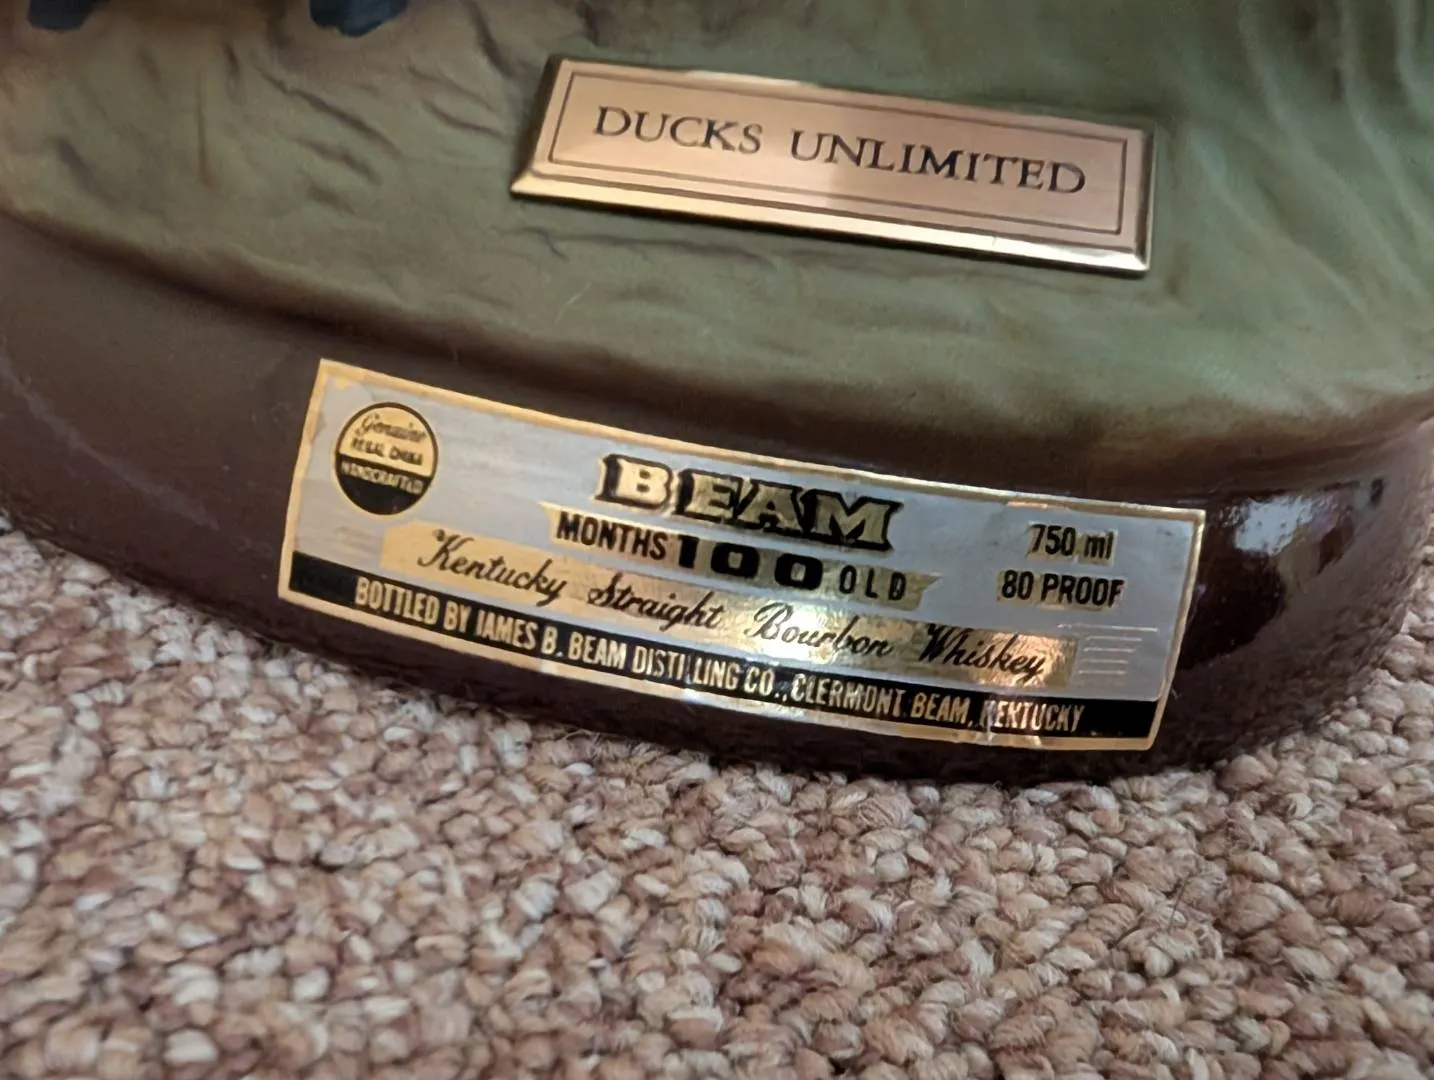 DUCKS UNLIMITED
Genuine
REGAL CHINA
HANDCRAFTED
BEAM
MONTHS 100 OLD
Kentucky Straight Bourbon Whiskey
750 ml
80 PROOF
BOTTLED BY JAMES B. BEAM DISTILLING CO., CLERMONT BEAM, KENTUCKY